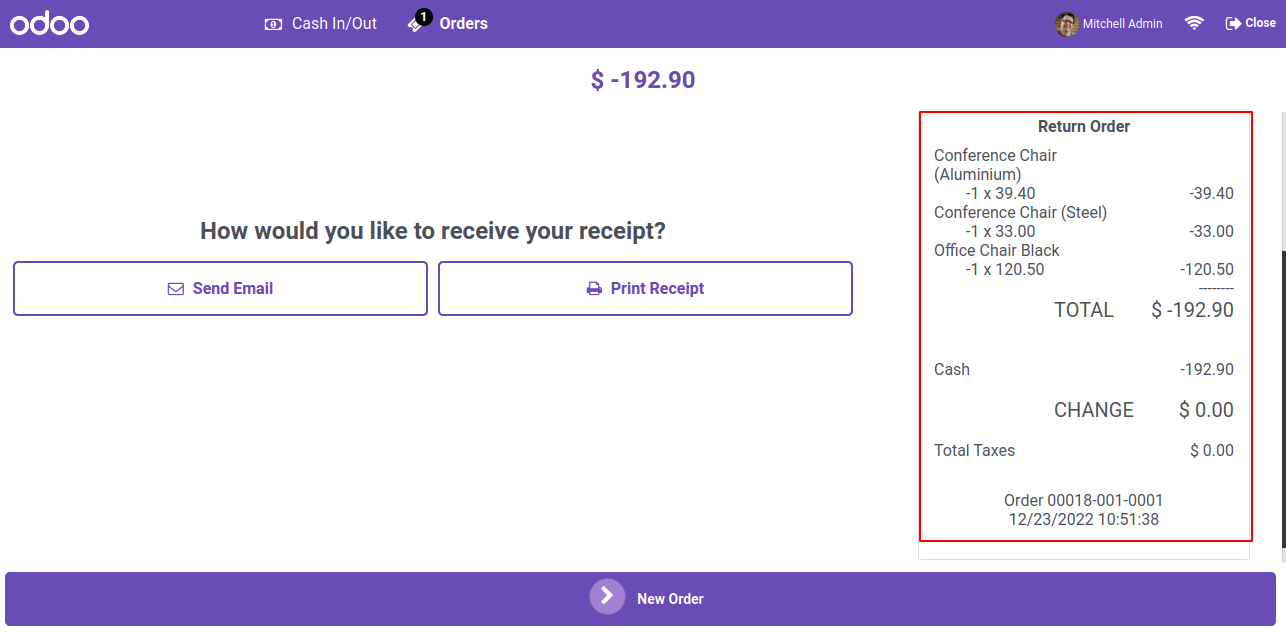 odoo
Cash In/Out
1
Orders
Mitchell Admin
Close
$ -192.90
How would you like to receive your receipt?
Send Email
Print Receipt
Return Order
Conference Chair
(Aluminium)
-1 x 39.40 -39.40
Conference Chair (Steel)
-1 x 33.00 -33.00
Office Chair Black
-1 x 120.50 -120.50
--------
TOTAL $ -192.90
Cash -192.90
CHANGE $ 0.00
Total Taxes $ 0.00
Order 00018-001-0001
12/23/2022 10:51:38
New Order